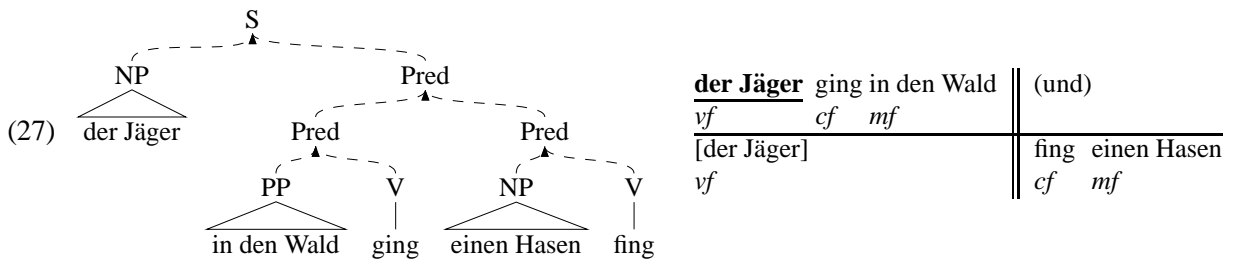 S
NP Pred
(27) der Jäger Pred Pred
PP V NP V
in den Wald ging einen Hasen fing
der Jäger ging in den Wald (und)
vf cf mf
[der Jäger] fing einen Hasen
vf cf mf